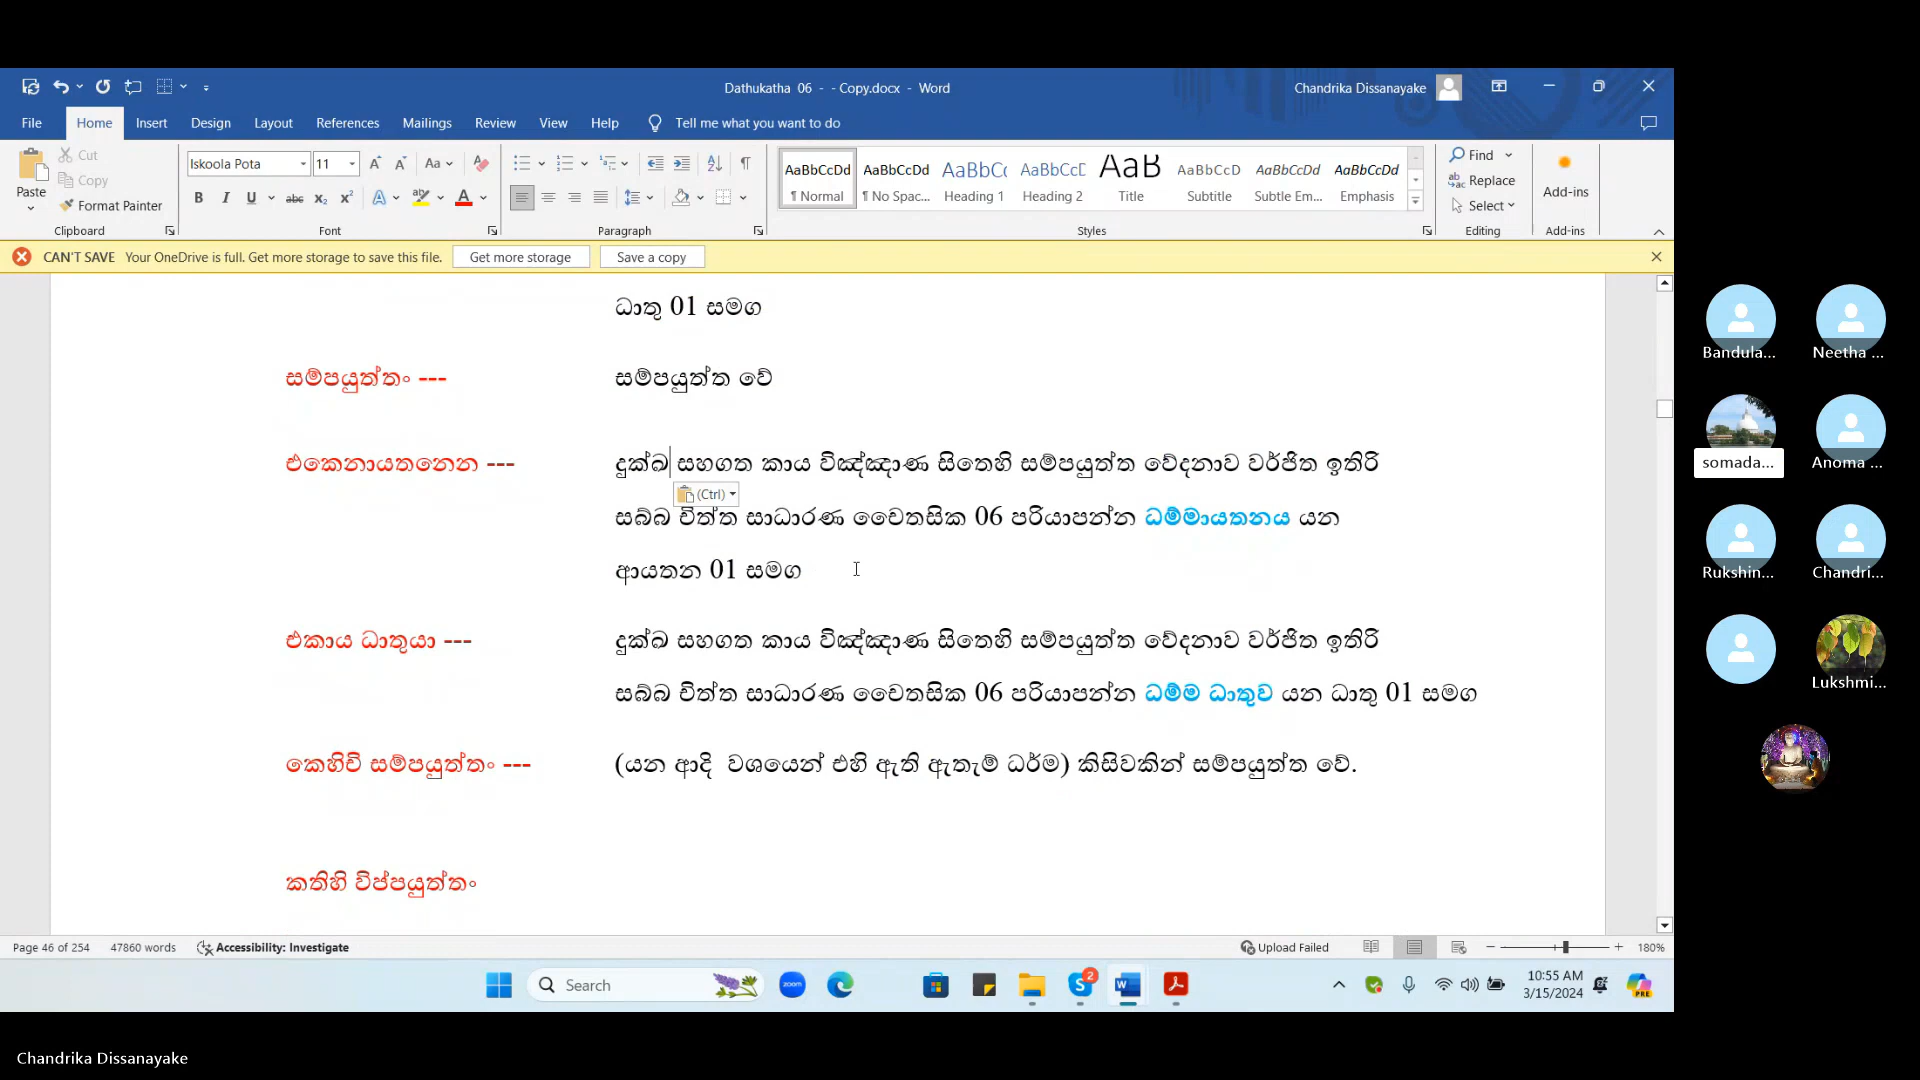 Dathukatha 06 - - Copy.docx - Word
Chandrika Dissanayake
File Home Insert Design Layout References Mailings Review View Help Tell me what you want to do
Paste
Cut
Copy
Format Painter
Clipboard
Iskoola Pota 11
Font
Paragraph
AaBbCcDd AaBbCcDd AaBbCc AaBbCcD AaB AaBbCcDd AaBbCcDd AaBbCcDd
¶ Normal ¶ No Spac... Heading 1 Heading 2 Title Subtitle Subtle Em... Emphasis
Styles
Find
Replace
Select
Editing
Add-ins
Add-ins
CAN'T SAVE Your OneDrive is full. Get more storage to save this file. Get more storage Save a copy
ධාතු 01 සමග
සම්පයුත්තං --- සම්පයුත්ත වේ
එකෙනායතනෙන --- දුක්ඛ සහගත කාය විඤ්ඤාණ සිතෙහි සම්පයුත්ත වේදනාව වර්ජිත ඉතිරි
(Ctrl)
සබ්බ චිත්ත සාධාරණ චෛතසික 06 පරියාපන්න ධම්මායතනය යන
ආයතන 01 සමග
එකාය ධාතුයා --- දුක්ඛ සහගත කාය විඤ්ඤාණ සිතෙහි සම්පයුත්ත වේදනාව වර්ජිත ඉතිරි
සබ්බ චිත්ත සාධාරණ චෛතසික 06 පරියාපන්න ධම්ම ධාතුව යන ධාතු 01 සමග
කෙහිචි සම්පයුත්තං --- (යන ආදි වශයෙන් එහි ඇති ඇතැම් ධර්ම) කිසිවකින් සම්පයුත්ත වේ.
කතිහි විප්පයුත්තං
Page 46 of 254 47860 words Accessibility: Investigate Upload Failed 180%
Search
zoom
2
10:55 AM
3/15/2024
PRE
Bandula... Neetha ...
somada... Anoma ...
Rukshin... Chandri...
Lukshmi...
Chandrika Dissanayake